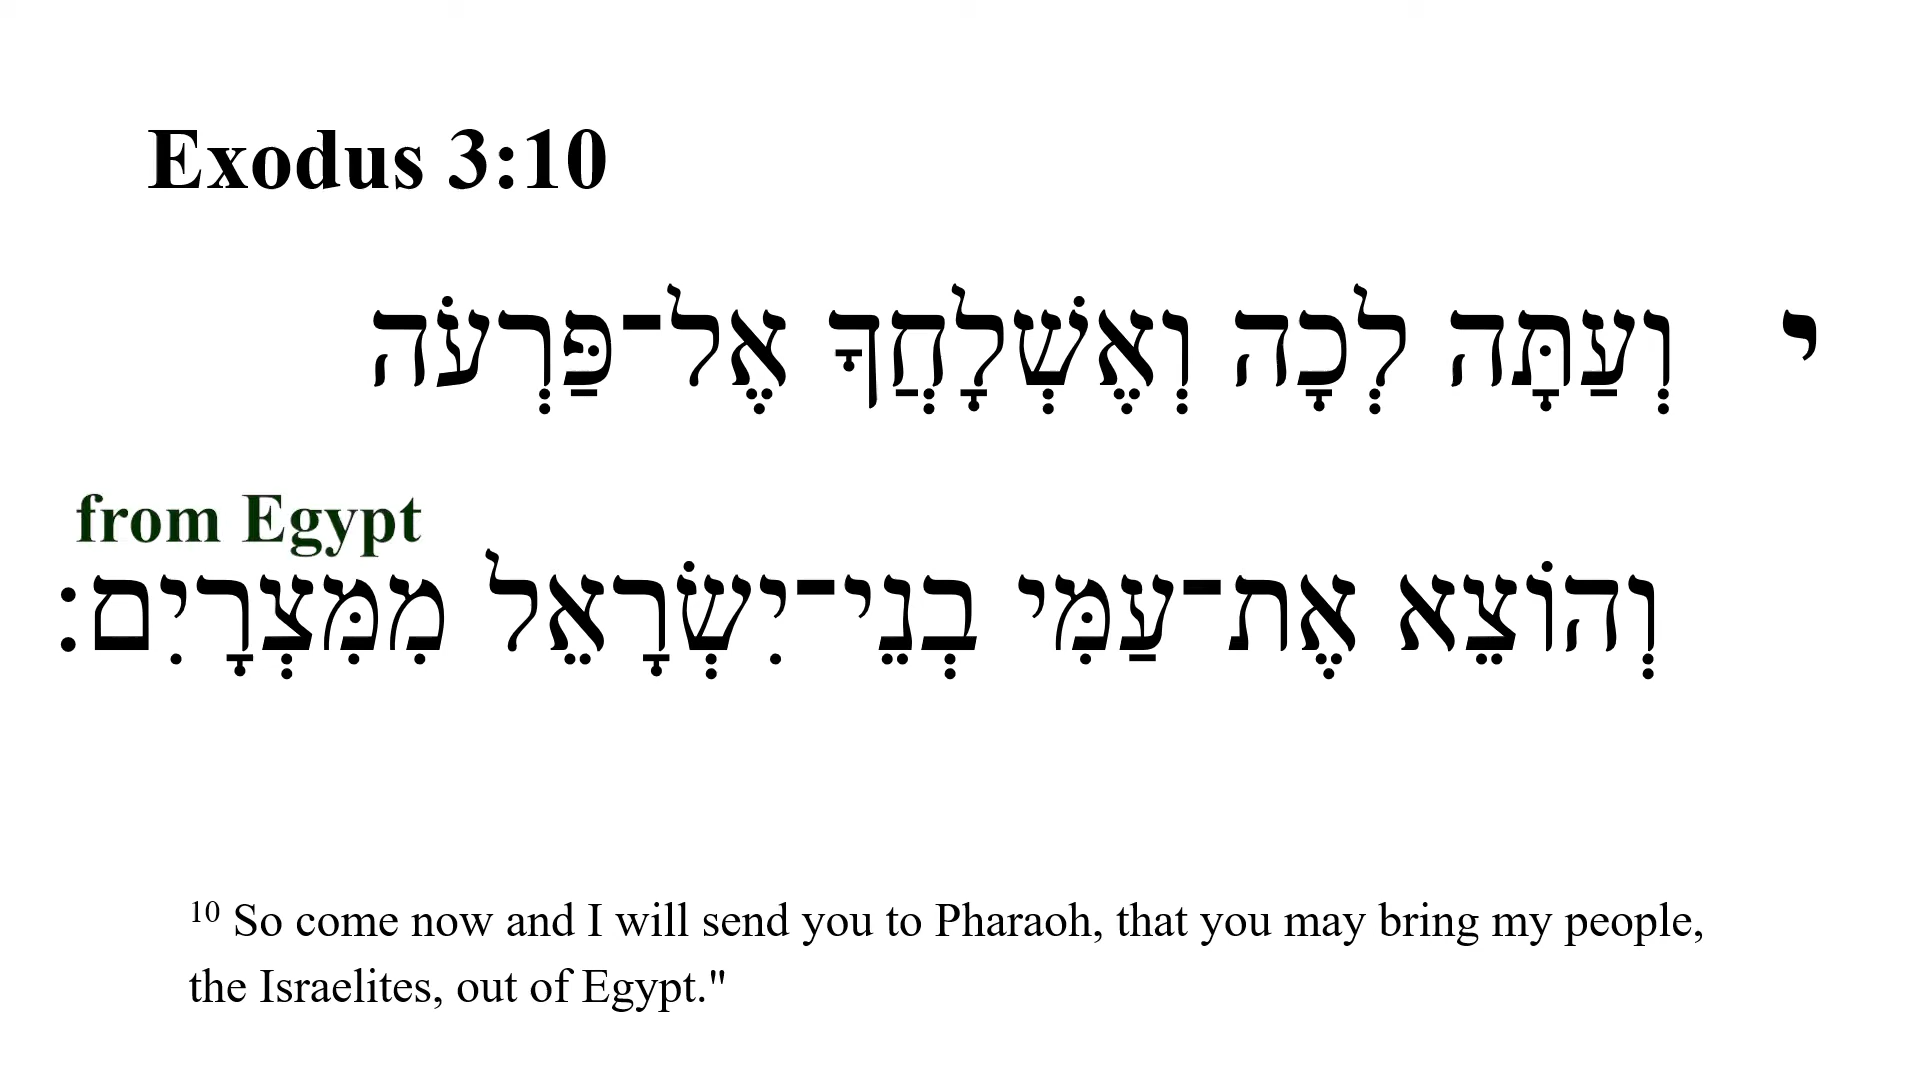 Exodus 3:10
י וְעַתָּה לְכָה וְאֶשְׁלָחֲךָ אֶל־פַּרְעֹה
from Egypt
וְהוֹצֵא אֶת־עַמִּי בְנֵי־יִשְׂרָאֵל מִמִּצְרָיִם׃
10 So come now and I will send you to Pharaoh, that you may bring my people,
the Israelites, out of Egypt."